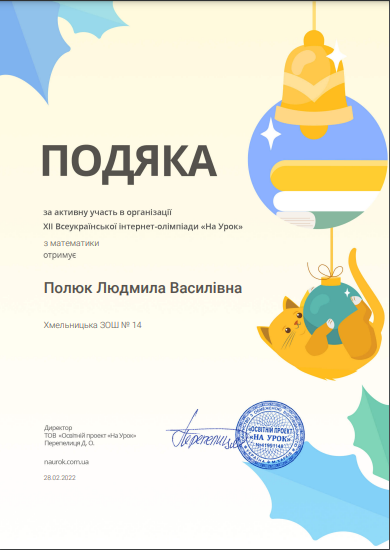 ПОДЯКА
за активну участь в організації
XII Всеукраїнської інтернет-олімпіади «На Урок»
з математики
отримує
Полюк Людмила Василівна
Хмельницька ЗОШ № 14
Директор
ТОВ «Освітній проект «На Урок»
Перепелиця Д. О.
naurok.com.ua
28.02.2022
Перепелиця
«ОСВІТНІЙ ПРОЕКТ
«НА УРОК»